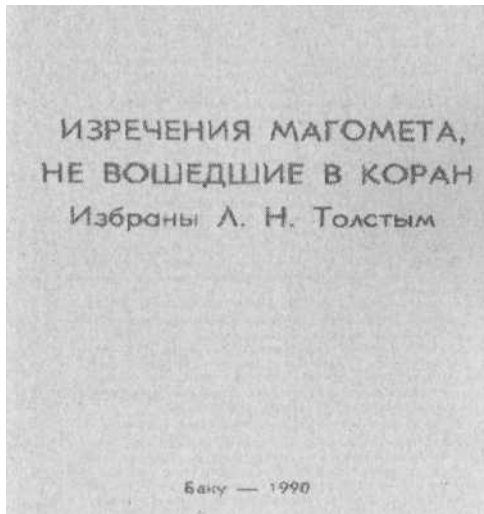 ИЗРЕЧЕНИЯ МАГОМЕТА,
НЕ ВОШЕДШИЕ В КОРАН
Избраны Л. Н. Толстым
Баку — 1990